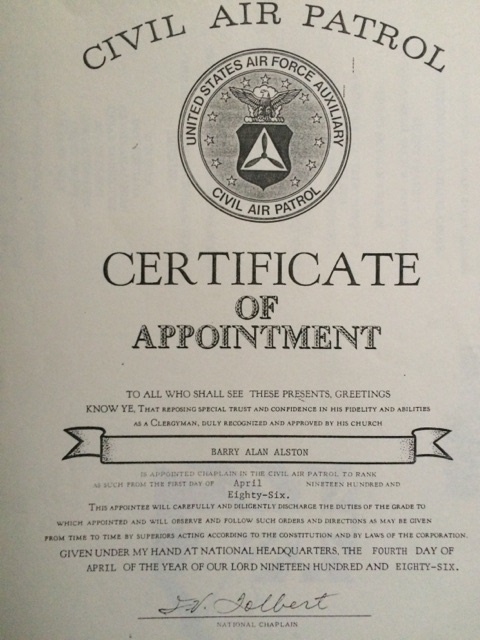 CIVIL AIR PATROL
UNITED STATES AIR FORCE AUXILIARY
CIVIL AIR PATROL
CERTIFICATE
OF
APPOINTMENT
TO ALL WHO SHALL SEE THESE PRESENTS, GREETINGS
KNOW YE, THAT REPOSING SPECIAL TRUST AND CONFIDENCE IN HIS FIDELITY AND ABILITIES
AS A CLERGYMAN, DULY RECOGNIZED AND APPROVED BY HIS CHURCH
BARRY ALAN ALSTON
IS APPOINTED CHAPLAIN IN THE CIVIL AIR PATROL TO RANK
AS SUCH FROM THE FIRST DAY OF April NINETEEN HUNDRED AND
Eighty-Six.
THIS APPOINTEE WILL CAREFULLY AND DILIGENTLY DISCHARGE THE DUTIES OF THE GRADE TO
WHICH APPOINTED AND WILL OBSERVE AND FOLLOW SUCH ORDERS AND DIRECTIONS AS MAY BE GIVEN
FROM TIME TO TIME BY SUPERIORS ACTING ACCORDING TO THE CONSTITUTION AND BY LAWS OF THE CORPORATION.
GIVEN UNDER MY HAND AT NATIONAL HEADQUARTERS, THE FOURTH DAY OF
APRIL OF THE YEAR OF OUR LORD NINETEEN HUNDRED AND EIGHTY-SIX.
Tolbert
NATIONAL CHAPLAIN